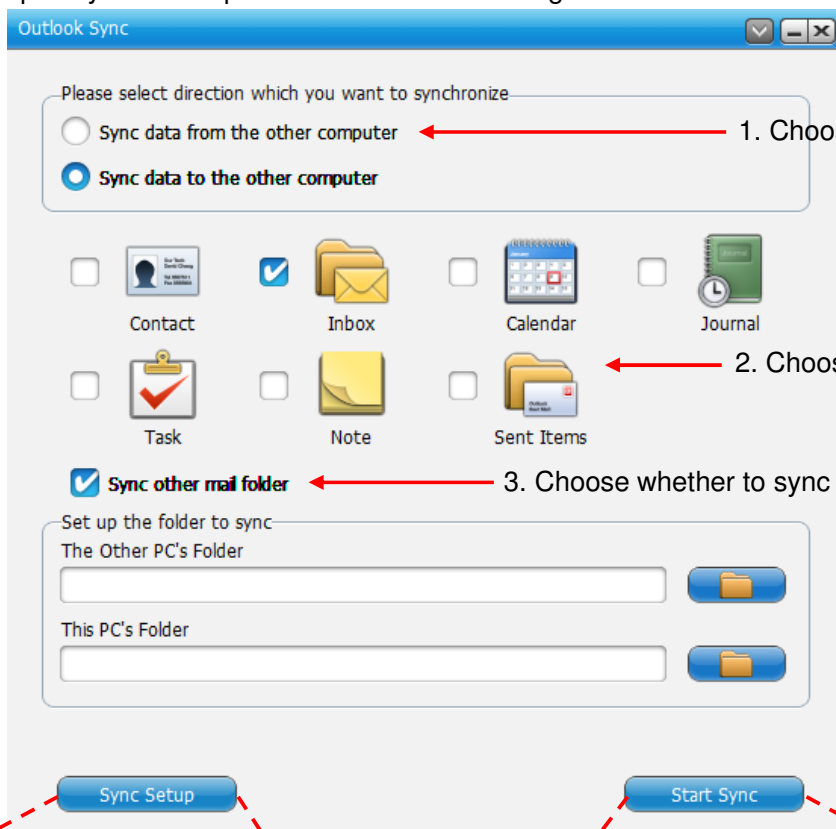 Outlook Sync
Please select direction which you want to synchronize
Sync data from the other computer
1. Choo
Sync data to the other computer
Contact
Inbox
Calendar
Journal
2. Choos
Task
Note
Sent Items
Sync other mail folder
3. Choose whether to sync
Set up the folder to sync
The Other PC's Folder
This PC's Folder
Sync Setup
Start Sync